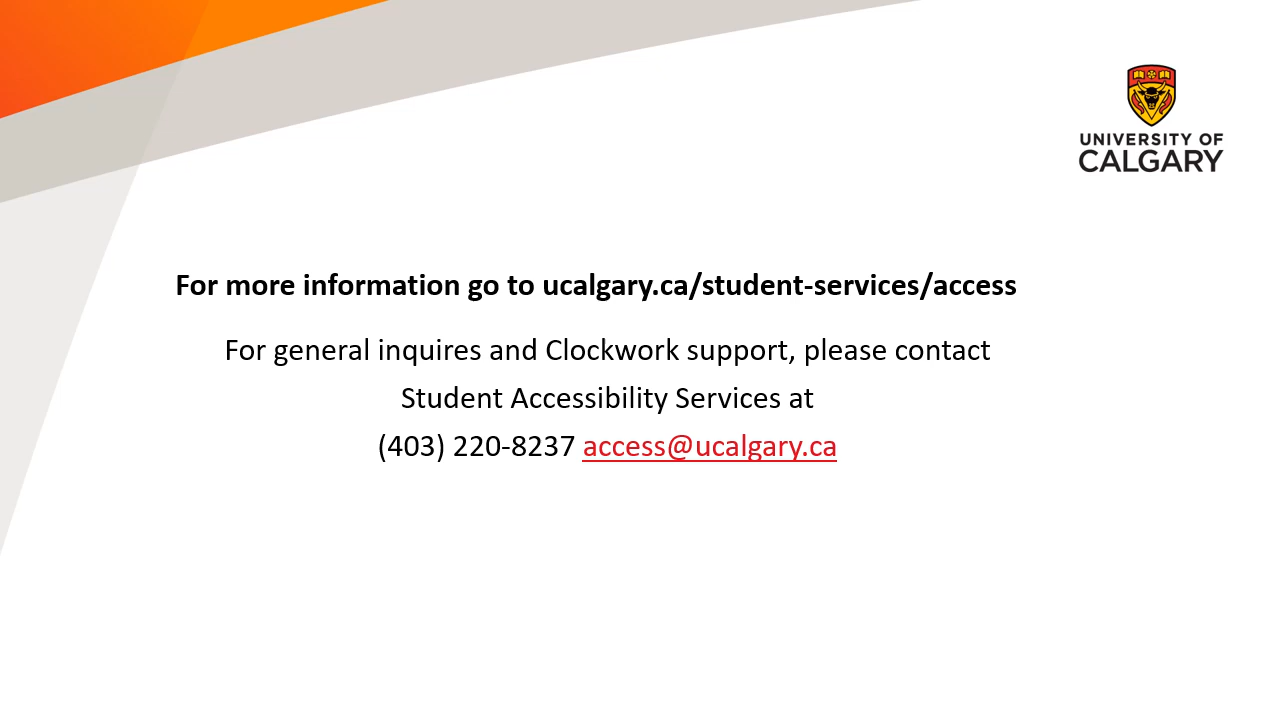 UNIVERSITY OF
CALGARY
For more information go to ucalgary.ca/student-services/access
For general inquires and Clockwork support, please contact
Student Accessibility Services at
(403) 220-8237 access@ucalgary.ca